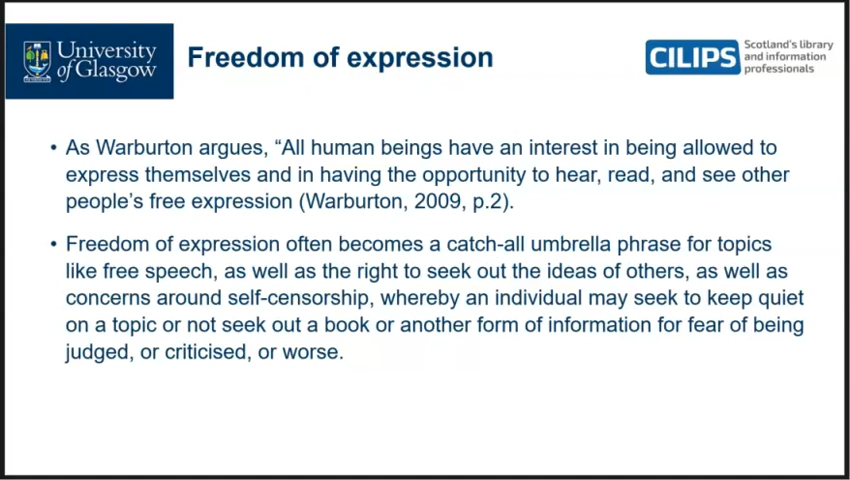 University
of Glasgow
Freedom of expression
CILIPS
Scotland's library
and information
professionals
• As Warburton argues, “All human beings have an interest in being allowed to
express themselves and in having the opportunity to hear, read, and see other
people's free expression (Warburton, 2009, p.2).
• Freedom of expression often becomes a catch-all umbrella phrase for topics
like free speech, as well as the right to seek out the ideas of others, as well as
concerns around self-censorship, whereby an individual may seek to keep quiet
on a topic or not seek out a book or another form of information for fear of being
judged, or criticised, or worse.